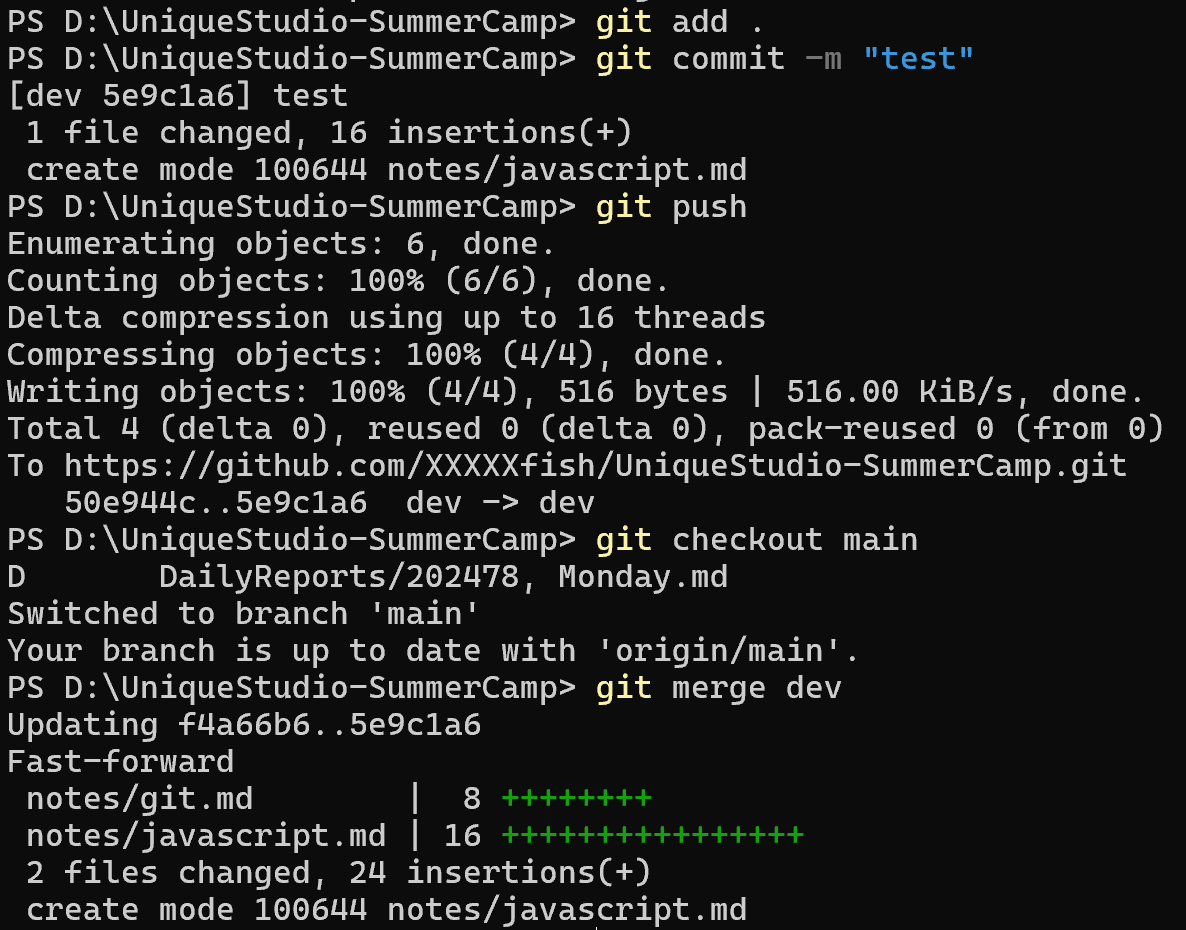 PS D:\UniqueStudio-SummerCamp> git add .
PS D:\UniqueStudio-SummerCamp> git commit -m "test"
[dev 5e9c1a6] test
 1 file changed, 16 insertions(+)
 create mode 100644 notes/javascript.md
PS D:\UniqueStudio-SummerCamp> git push
Enumerating objects: 6, done.
Counting objects: 100% (6/6), done.
Delta compression using up to 16 threads
Compressing objects: 100% (4/4), done.
Writing objects: 100% (4/4), 516 bytes | 516.00 KiB/s, done.
Total 4 (delta 0), reused 0 (delta 0), pack-reused 0 (from 0)
To https://github.com/XXXXXfish/UniqueStudio-SummerCamp.git
   50e944c..5e9c1a6  dev -> dev
PS D:\UniqueStudio-SummerCamp> git checkout main
D       DailyReports/202478, Monday.md
Switched to branch 'main'
Your branch is up to date with 'origin/main'.
PS D:\UniqueStudio-SummerCamp> git merge dev
Updating f4a66b6..5e9c1a6
Fast-forward
 notes/git.md        |  8 ++++++++
 notes/javascript.md | 16 ++++++++++++++++
 2 files changed, 24 insertions(+)
 create mode 100644 notes/javascript.md